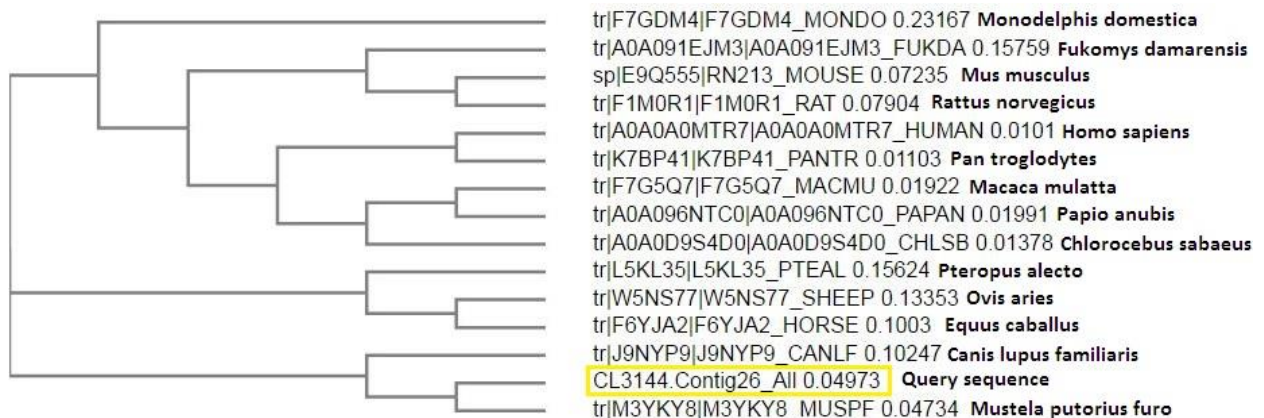 tr|F7GDM4|F7GDM4_MONDO 0.23167 Monodelphis domestica
tr|A0A091EJM3|A0A091EJM3_FUKDA 0.15759 Fukomys damarensis
sp|E9Q555|RN213_MOUSE 0.07235 Mus musculus
tr|F1M0R1|F1M0R1_RAT 0.07904 Rattus norvegicus
tr|A0A0A0MTR7|A0A0A0MTR7_HUMAN 0.0101 Homo sapiens
tr|K7BP41|K7BP41_PANTR 0.01103 Pan troglodytes
tr|F7G5Q7|F7G5Q7_MACMU 0.01922 Macaca mulatta
tr|A0A096NTC0|A0A096NTC0_PAPAN 0.01991 Papio anubis
tr|A0A0D9S4D0|A0A0D9S4D0_CHLSB 0.01378 Chlorocebus sabaeus
tr|L5KL35|L5KL35_PTEAL 0.15624 Pteropus alecto
tr|W5NS77|W5NS77_SHEEP 0.13353 Ovis aries
tr|F6YJA2|F6YJA2_HORSE 0.1003 Equus caballus
tr|J9NYP9|J9NYP9_CANLF 0.10247 Canis lupus familiaris
CL3144.Contig26_All 0.04973 Query sequence
tr|M3YKY8|M3YKY8_MUSPF 0.04734 Mustela putorius furo